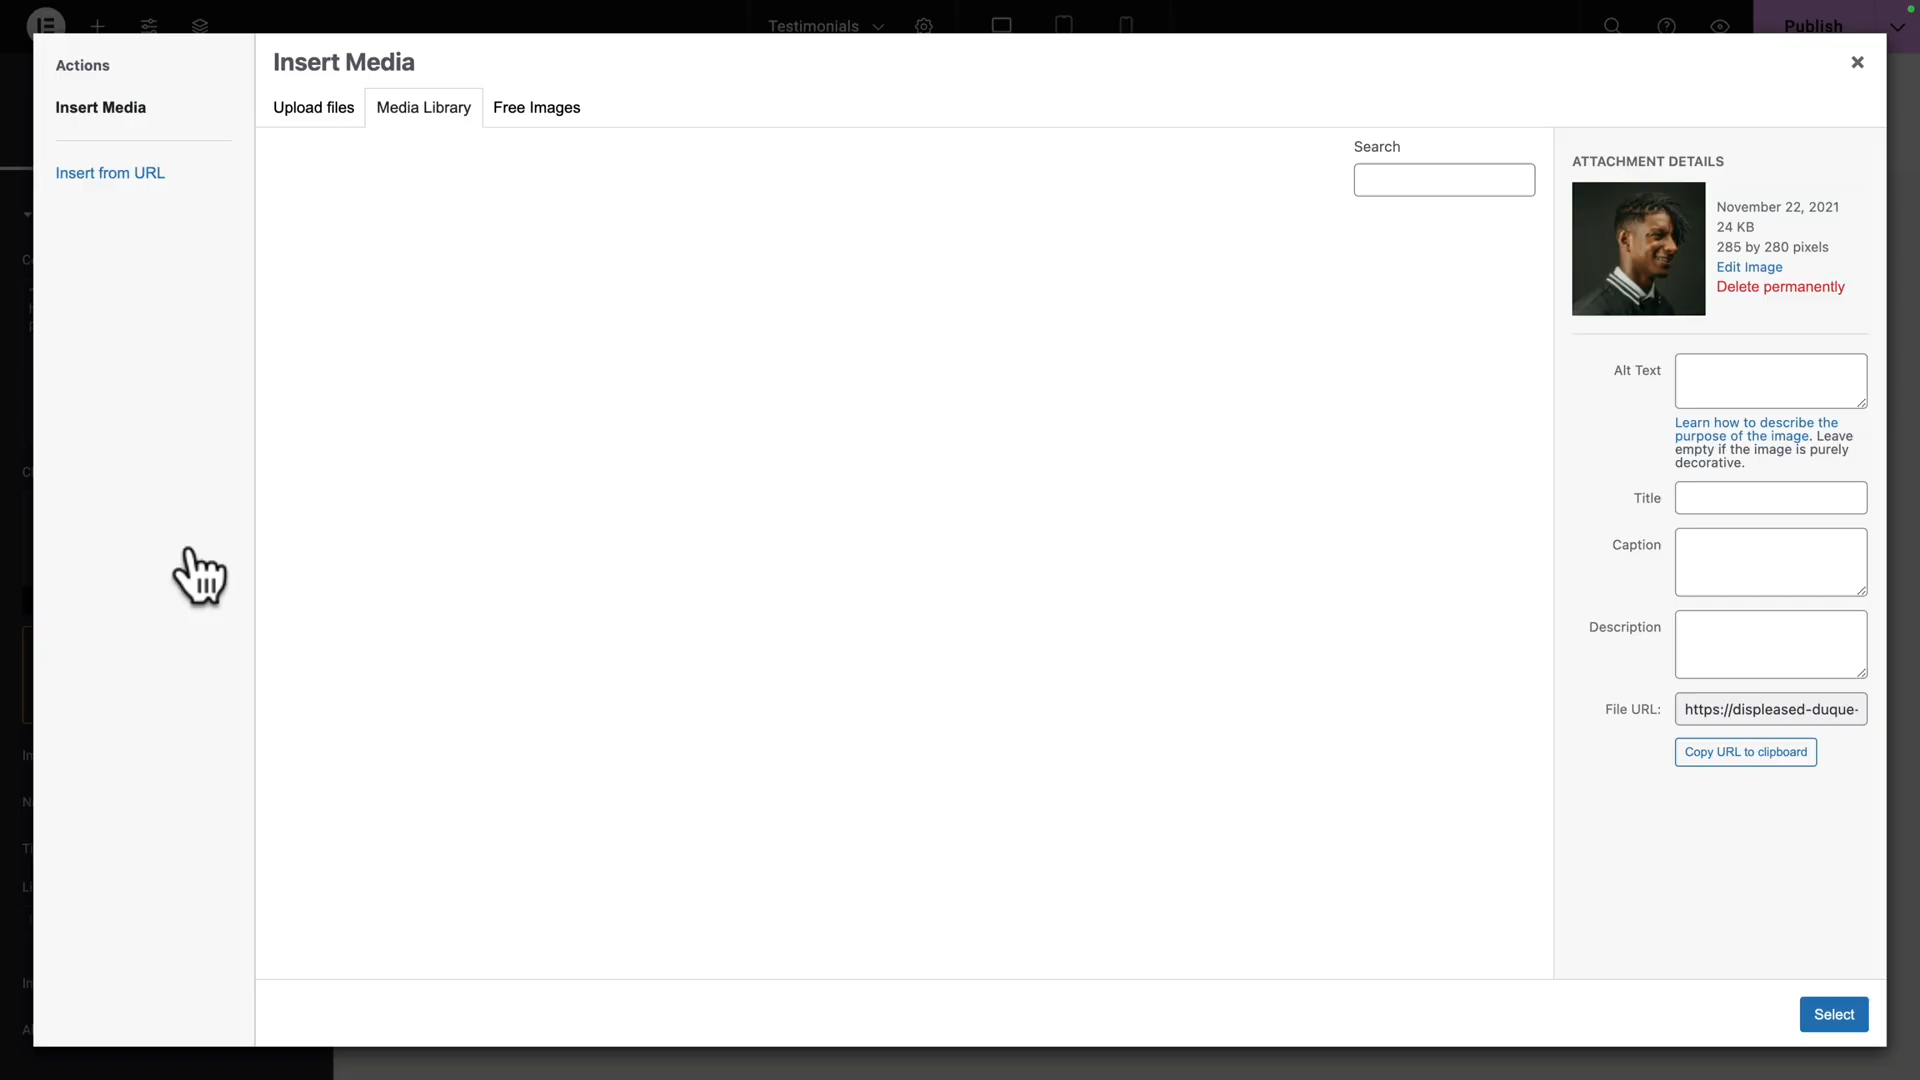 Testimonials
Publish
Actions
Insert Media
Insert from URL
Insert Media
Upload files
Media Library
Free Images
Search
ATTACHMENT DETAILS
November 22, 2021
24 KB
285 by 280 pixels
Edit Image
Delete permanently
Alt Text
Learn how to describe the
purpose of the image. Leave
empty if the image is purely
decorative.
Title
Caption
Description
File URL:
https://displeased-duque-
Copy URL to clipboard
Select